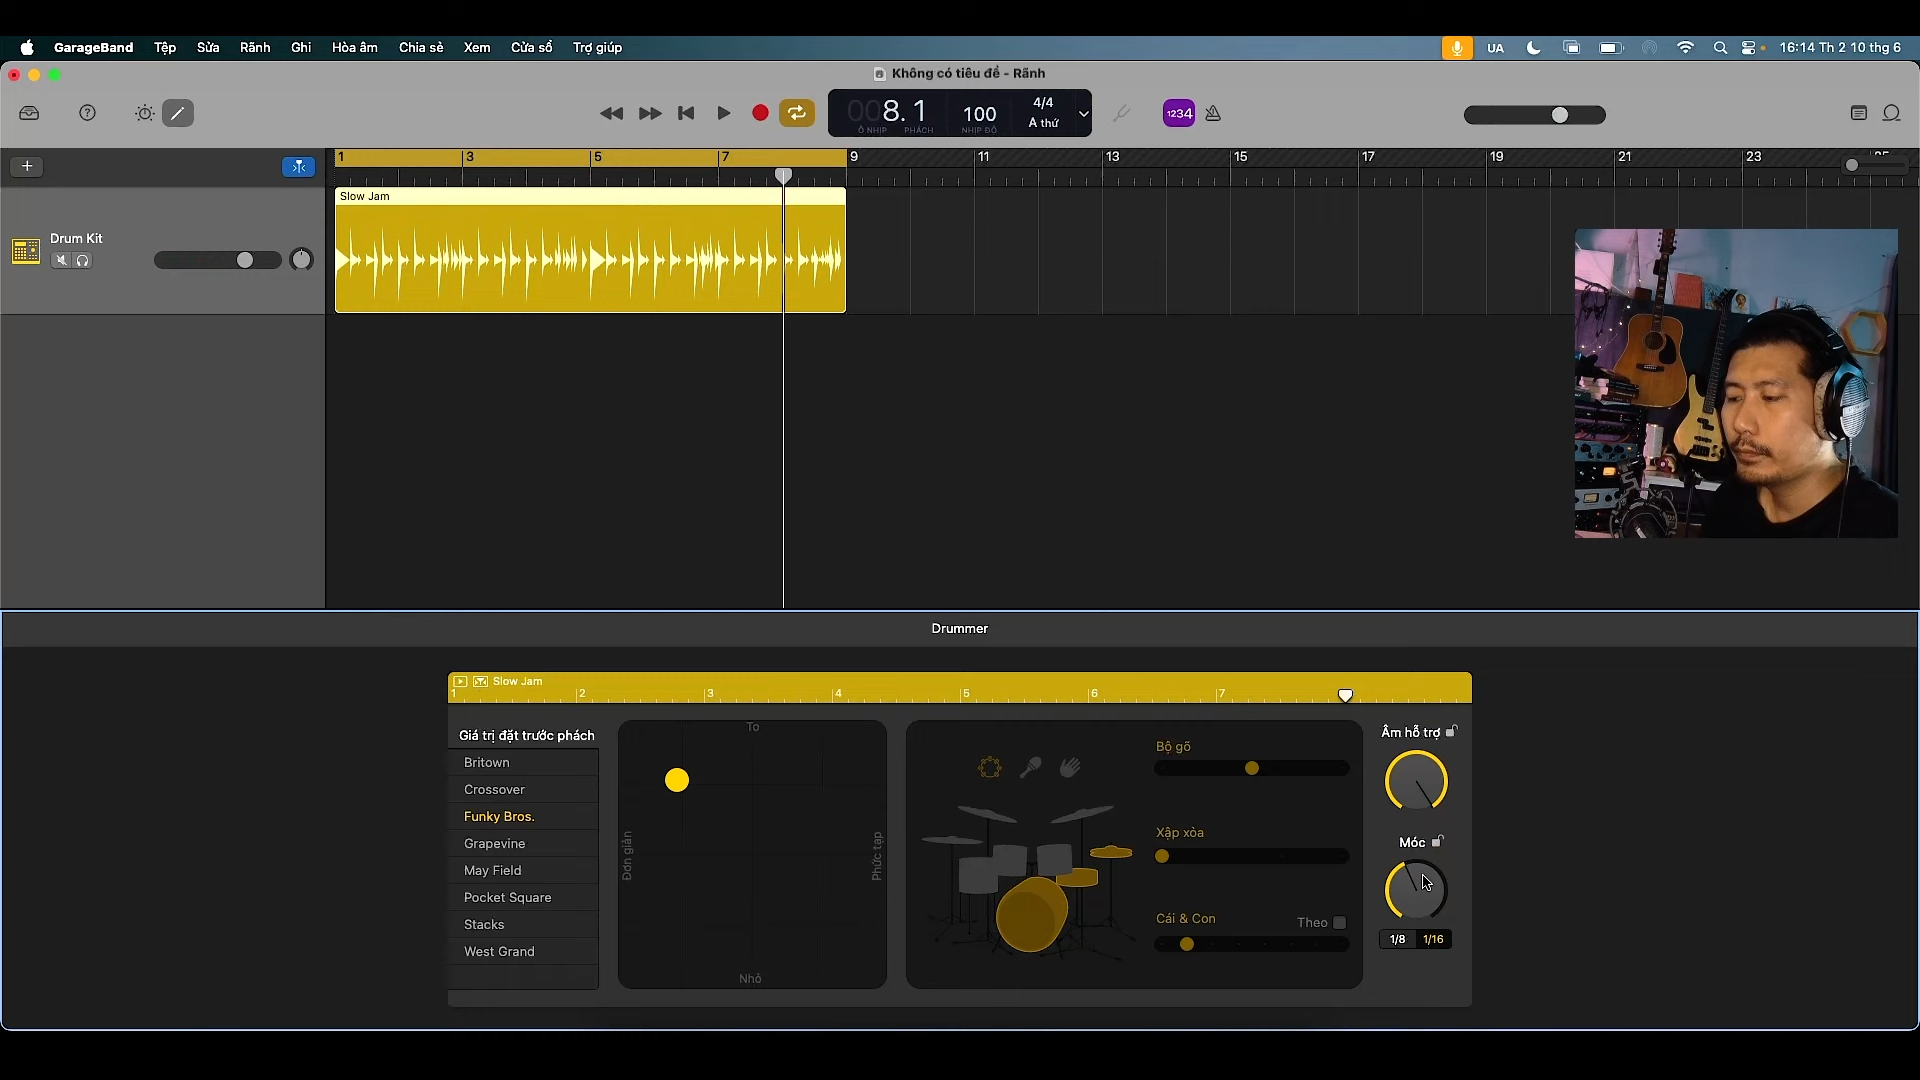 GarageBand Tệp Sửa Rãnh Ghi Hòa âm Chia sẻ Xem Cửa sổ Trợ giúp UA 16:14 Th 2 10 thg 6
Không có tiêu đề - Rãnh
008.1 100 4/4
Ô NHỊP PHÁCH NHỊP ĐỘ A thứ
1234
1 3 5 7 9 11 13 15 17 19 21 23 25
Slow Jam
Drum Kit
Drummer
Slow Jam
1 2 3 4 5 6 7
Giá trị đặt trước phách
Britown
Crossover
Funky Bros.
Grapevine
May Field
Pocket Square
Stacks
West Grand
To
Đơn giản
Phức tạp
Nhỏ
Bộ gõ
Xập xòa
Cái & Con Theo
Âm hỗ trợ
Móc
1/8 1/16